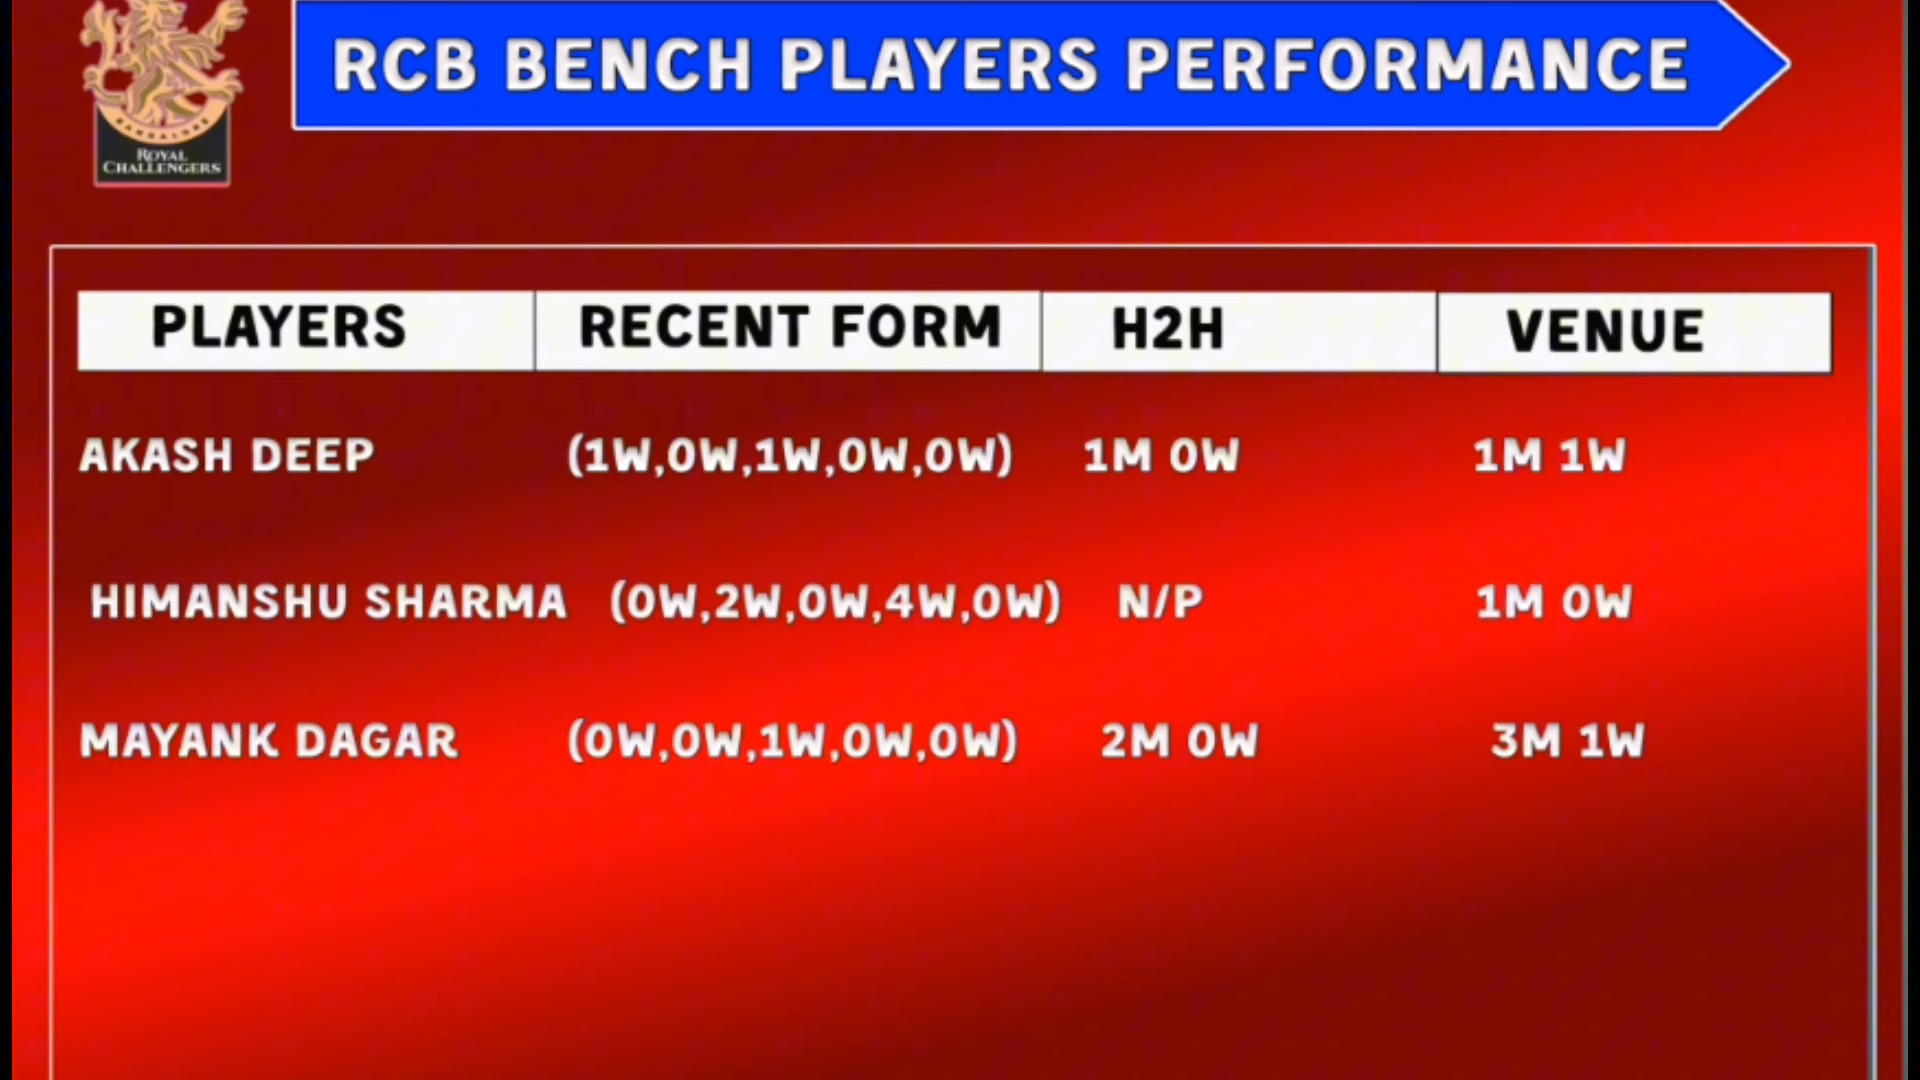 RCB BENCH PLAYERS PERFORMANCE
BANGALORE
ROYAL
CHALLENGERS
PLAYERS RECENT FORM H2H VENUE
AKASH DEEP (1W,0W,1W,0W,0W) 1M 0W 1M 1W
HIMANSHU SHARMA (0W,2W,0W,4W,0W) N/P 1M 0W
MAYANK DAGAR (0W,0W,1W,0W,0W) 2M 0W 3M 1W